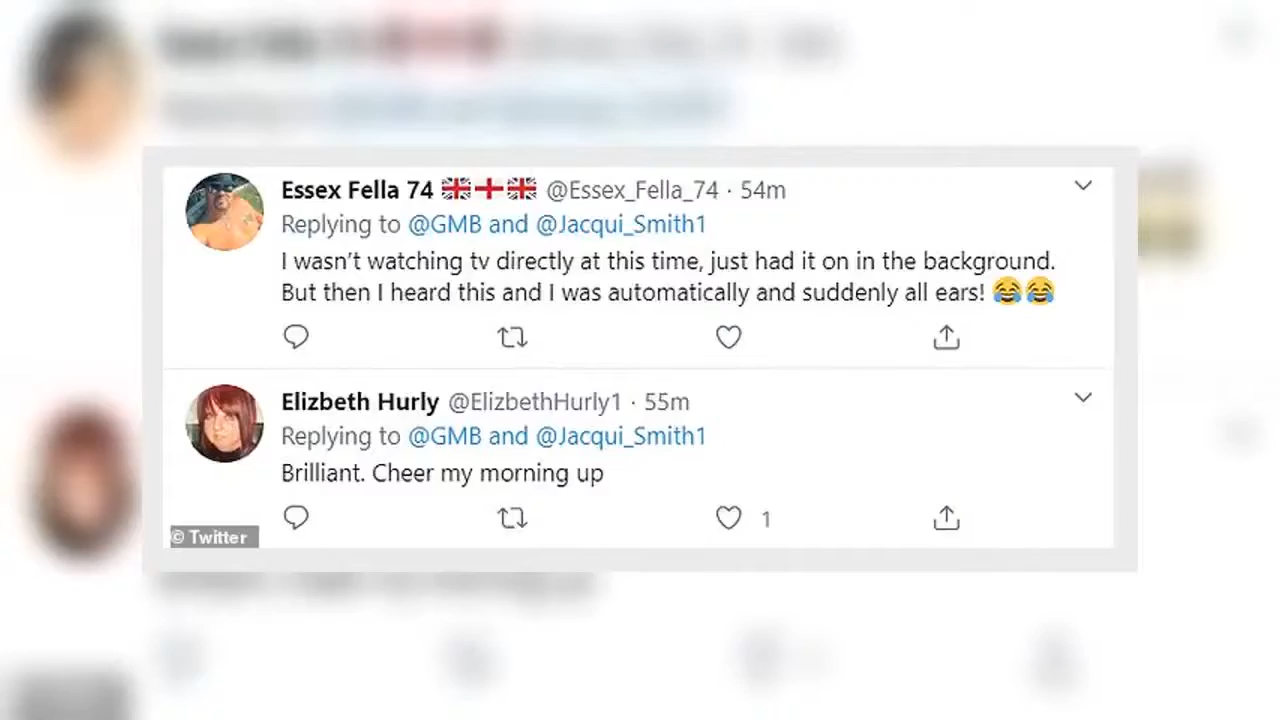 Essex Fella 74 🇬🇧🏴󠁧󠁢󠁥󠁮󠁧󠁿🇬🇧 @Essex_Fella_74 · 54m
Replying to @GMB and @Jacqui_Smith1
I wasn’t watching tv directly at this time, just had it on in the background.
But then I heard this and I was automatically and suddenly all ears! 😂😂
Elizbeth Hurly @ElizbethHurly1 · 55m
Replying to @GMB and @Jacqui_Smith1
Brilliant. Cheer my morning up
1
© Twitter